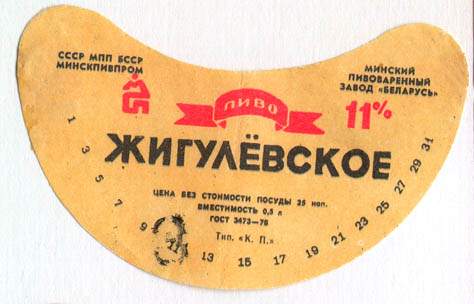 СССР МПП БССР
МИНСКПИВПРОМ
МИНСКИЙ
ПИВОВАРЕННЫЙ
ЗАВОД «БЕЛАРУСЬ»
ПИВО
11%
ЖИГУЛЁВСКОЕ
ЦЕНА БЕЗ СТОИМОСТИ ПОСУДЫ 25 коп.
ВМЕСТИМОСТЬ 0,5 л
ГОСТ 3473—78
Тип. «К. П.»
1 3 5 7 9 11 13 15 17 19 21 23 25 27 29 31